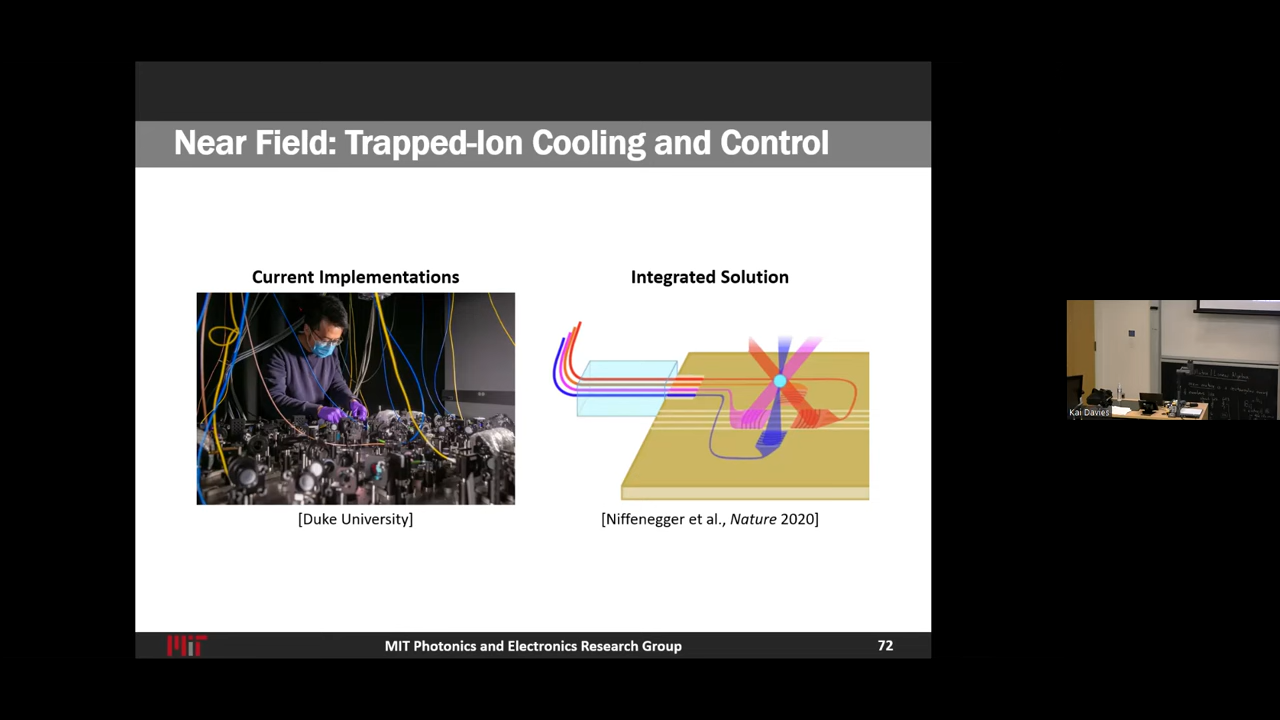 Near Field: Trapped-Ion Cooling and Control
Current Implementations
Integrated Solution
[Duke University]
[Niffenegger et al., Nature 2020]
Kai Davies
MIT
MIT Photonics and Electronics Research Group
72